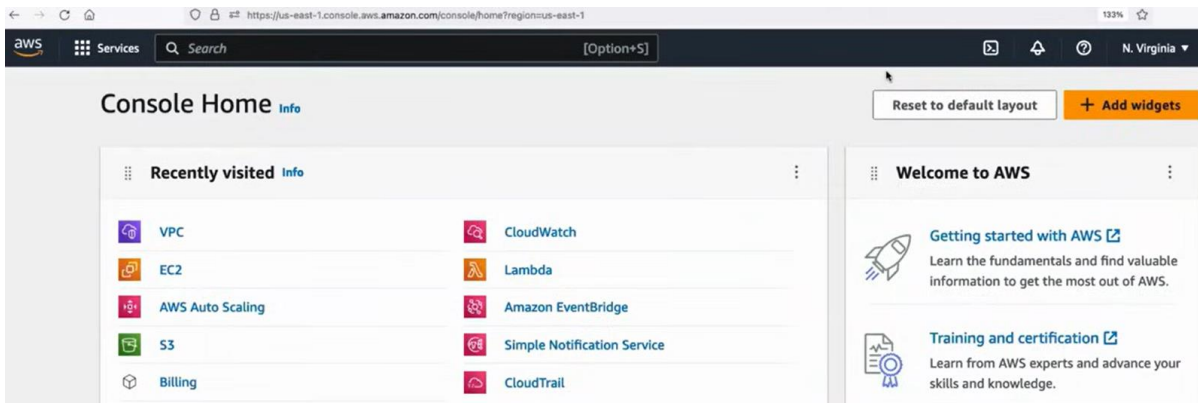 https://us-east-1.console.aws.amazon.com/console/home?region=us-east-1
133%
aws
Services
Search
[Option+S]
N. Virginia
Console Home Info
Reset to default layout
+ Add widgets
Recently visited Info
VPC
EC2
AWS Auto Scaling
S3
Billing
CloudWatch
Lambda
Amazon EventBridge
Simple Notification Service
CloudTrail
Welcome to AWS
Getting started with AWS
Learn the fundamentals and find valuable
information to get the most out of AWS.
Training and certification
Learn from AWS experts and advance your
skills and knowledge.